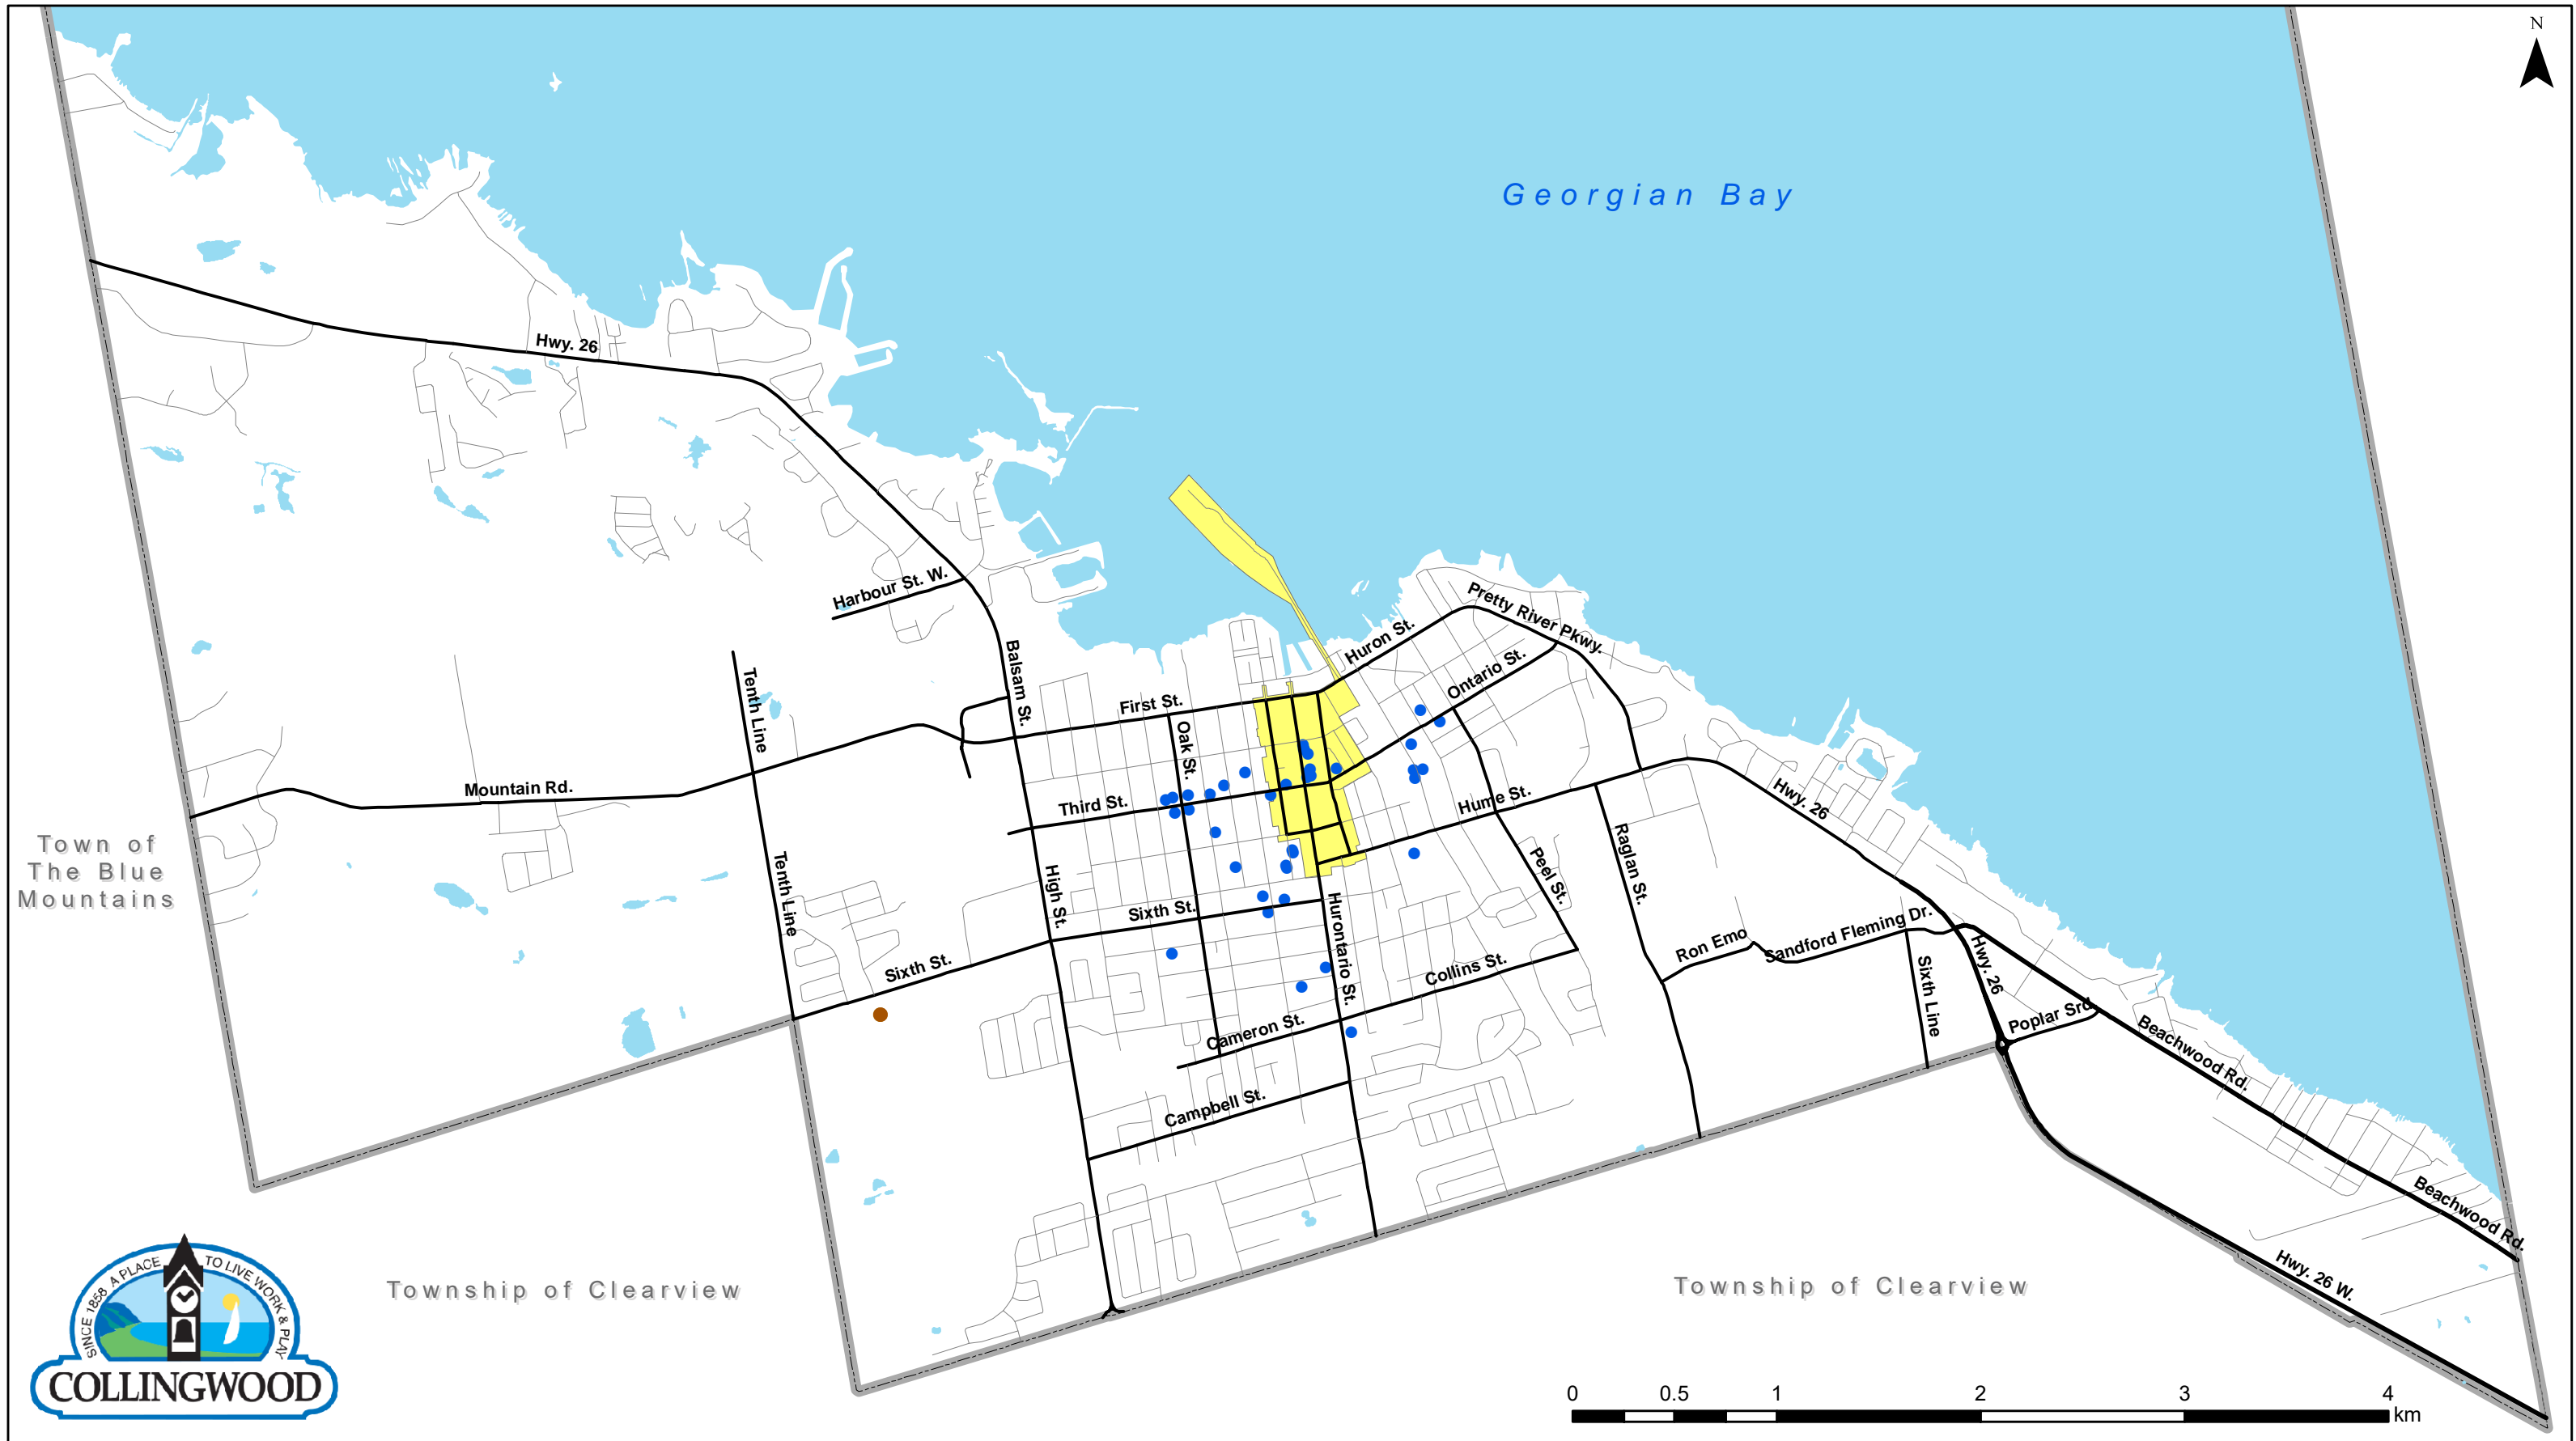 N
Georgian Bay
Hwy. 26
Harbour St. W.
Pretty River Pkwy.
Huron St.
Ontario St.
Balsam St.
Tenth Line
First St.
Oak St.
Mountain Rd.
Third St.
Hume St.
Hwy. 26
Town of
The Blue
Mountains
Tenth Line
High St.
Raglan St.
Peel St.
Sixth St.
Hurontario St.
Sixth St.
Collins St.
Ron Emo
Sandford Fleming Dr.
Sixth Line
Hwy. 26
Poplar Srd
Cameron St.
Beachwood Rd.
Campbell St.
Beachwood Rd.
Hwy. 26 W.
Township of Clearview
Township of Clearview
SINCE 1858 A PLACE TO LIVE WORK & PLAY
COLLINGWOOD
0 0.5 1 2 3 4
km